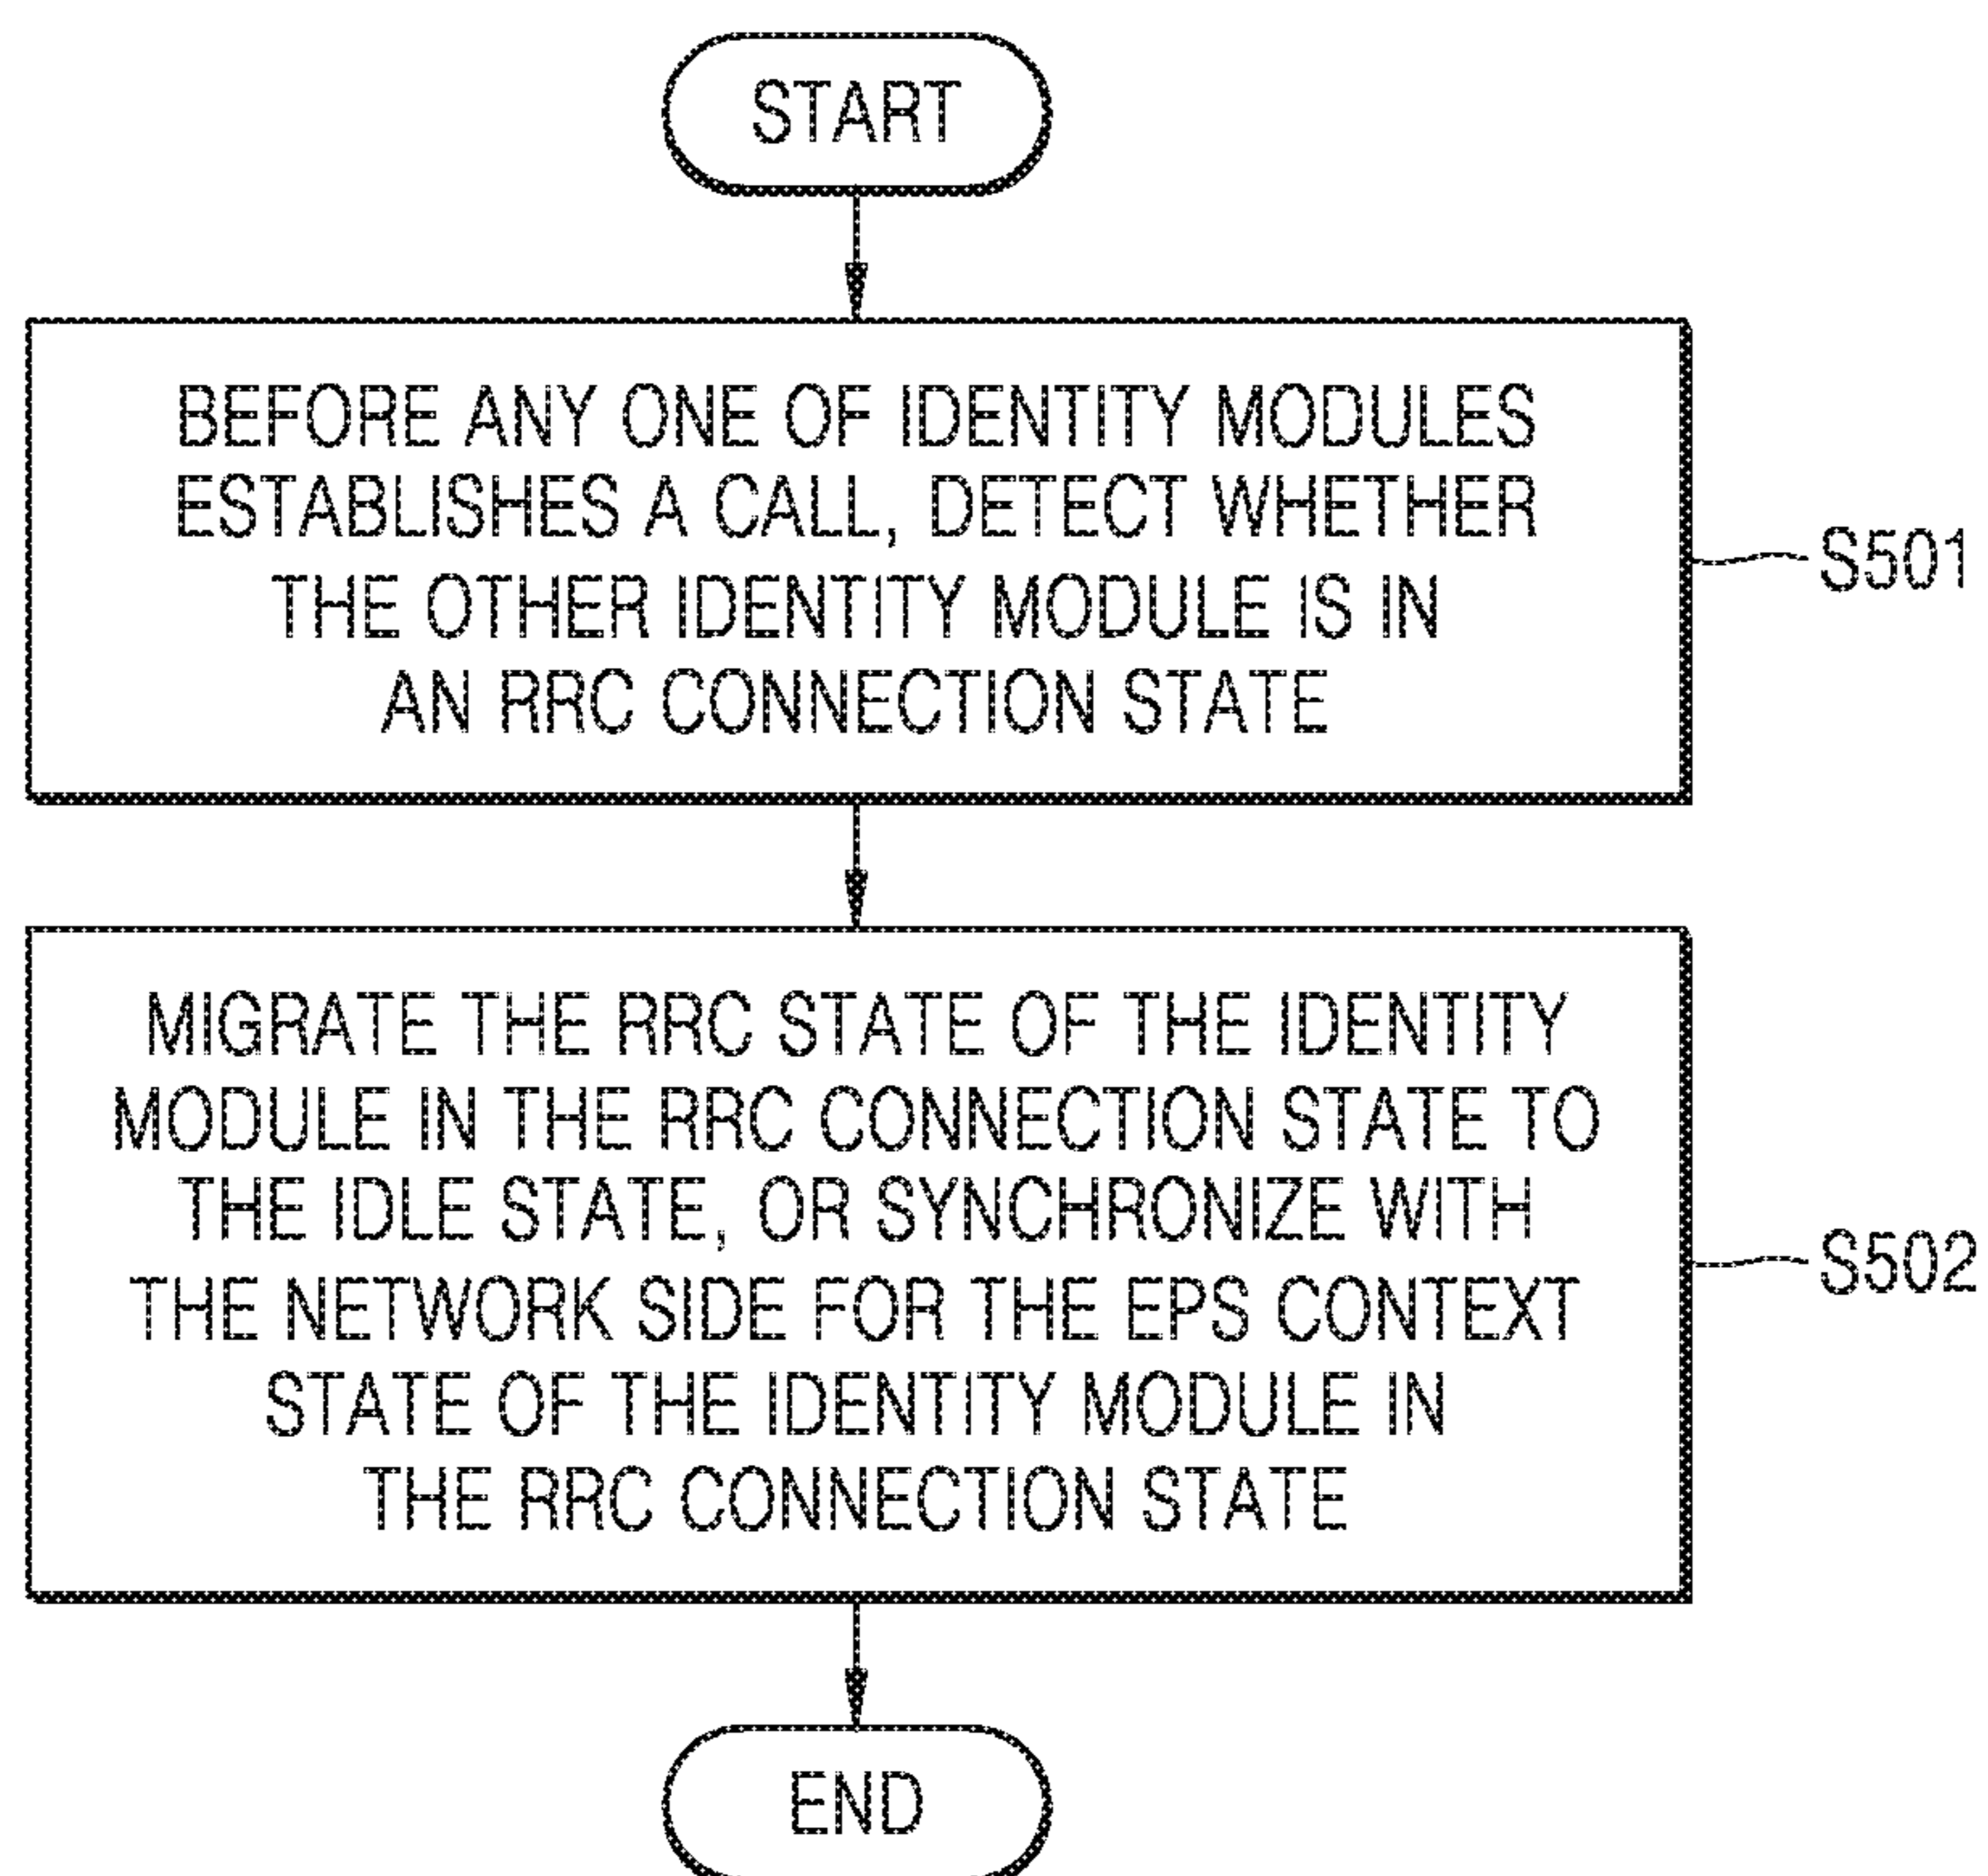 START
BEFORE ANY ONE OF IDENTITY MODULES
ESTABLISHES A CALL, DETECT WHETHER
THE OTHER IDENTITY MODULE IS IN
AN RRC CONNECTION STATE
S501
MIGRATE THE RRC STATE OF THE IDENTITY
MODULE IN THE RRC CONNECTION STATE TO
THE IDLE STATE, OR SYNCHRONIZE WITH
THE NETWORK SIDE FOR THE EPS CONTEXT
STATE OF THE IDENTITY MODULE IN
THE RRC CONNECTION STATE
S502
END